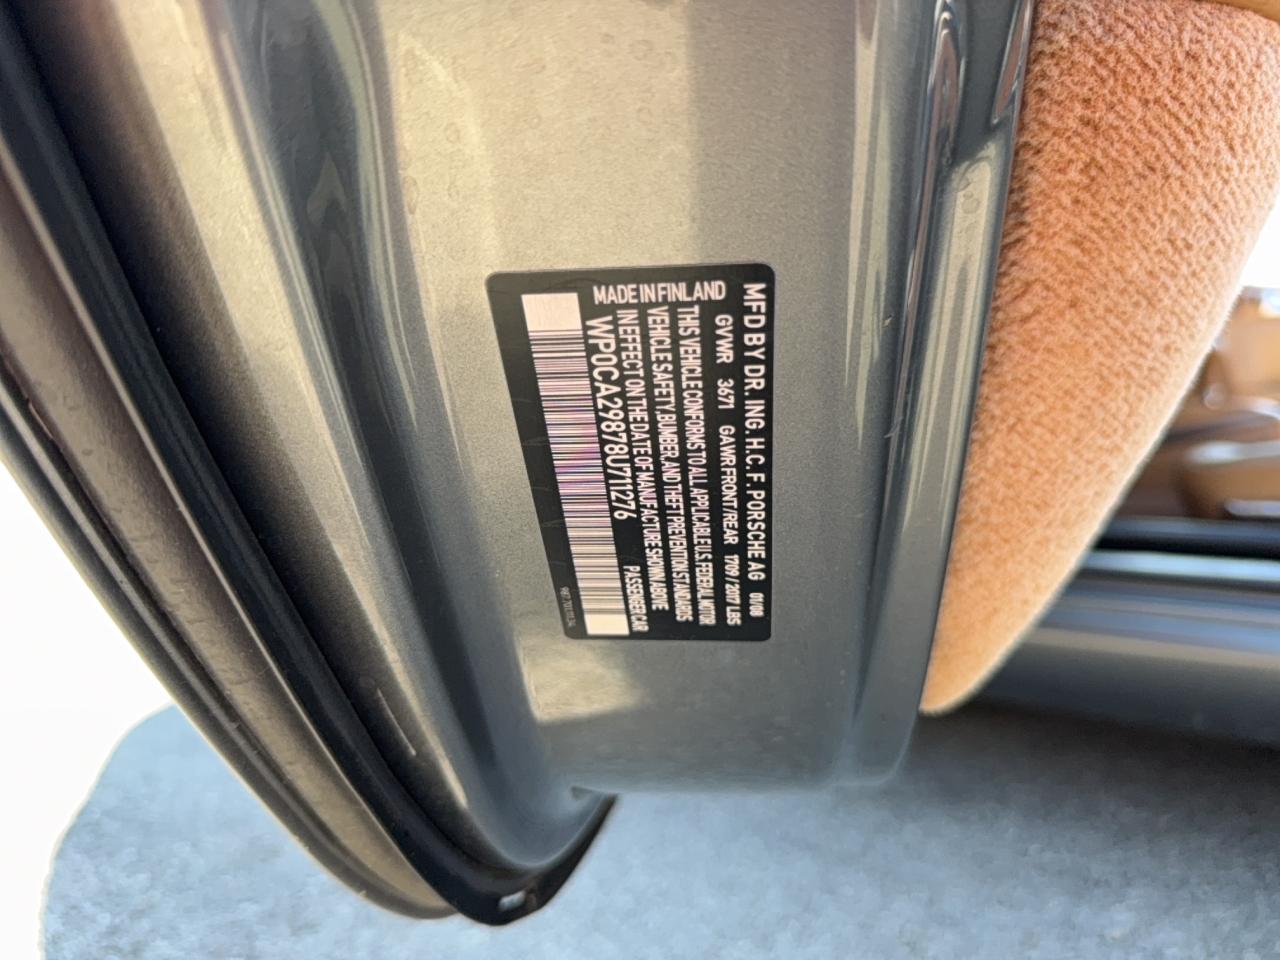 MFD BY DR. ING. H.C. F. PORSCHE AG 01/08
GVWR 3671 GAWR FRONT/REAR 1709 / 2017 LBS
THIS VEHICLE CONFORMS TO ALL APPLICABLE U.S. FEDERAL MOTOR
VEHICLE SAFETY, BUMBER, AND THEFT PREVENTION STANDARDS
IN EFFECT ON THE DATE OF MANUFACTURE SHOWN ABOVE
WP0CA29878U711276 PASSENGER CAR
MADE IN FINLAND